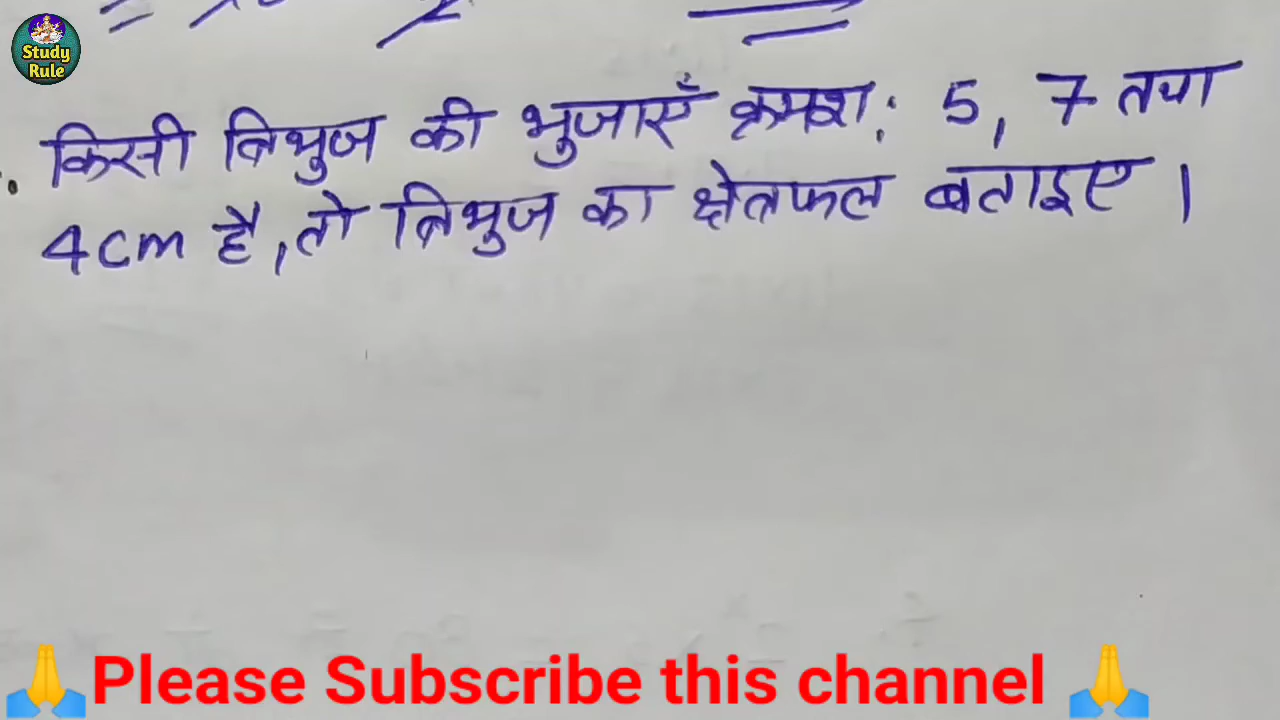 Study
Rule
किसी त्रिभुज की भुजाएँ क्रमश: 5, 7 तथा
4cm है, तो त्रिभुज का क्षेत्रफल बताइए ।
🙏Please Subscribe this channel 🙏